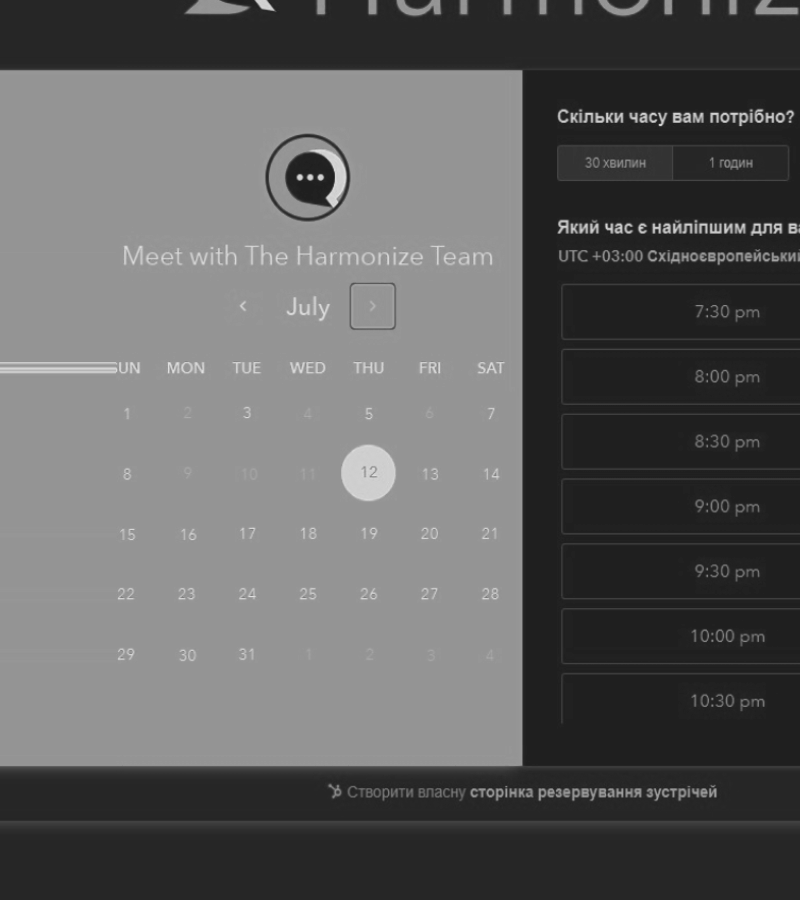 Harmoniz
Meet with The Harmonize Team
July
UN MON TUE WED THU FRI SAT
1 2 3 4 5 6 7
8 9 10 11 12 13 14
15 16 17 18 19 20 21
22 23 24 25 26 27 28
29 30 31 1 2 3 4
Скільки часу вам потрібно?
30 хвилин 1 годин
Який час є найліпшим для ва
UTC +03:00 Східноєвропейськи
7:30 pm
8:00 pm
8:30 pm
9:00 pm
9:30 pm
10:00 pm
10:30 pm
Створити власну сторінка резервування зустрічей